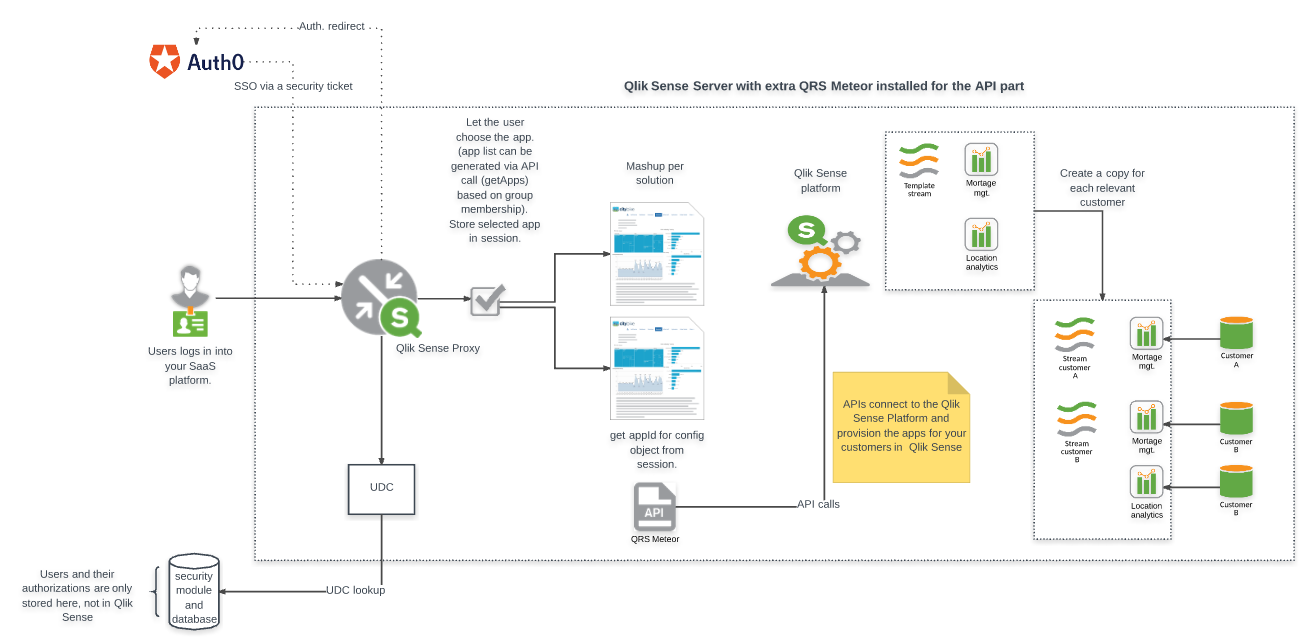 Auth. redirect
Auth0
SSO via a security ticket
Qlik Sense Server with extra QRS Meteor installed for the API part
Let the user
choose the app.
(app list can be
generated via API
call (getApps)
based on group
membership).
Store selected app
in session.
Mashup per
solution
Qlik Sense
platform
Template
stream
Mortage
mgt.
Location
analytics
Create a copy for
each relevant
customer
Users logs in into
your SaaS
platform.
Qlik Sense Proxy
S
S
get appId for config
object from
session.
API
QRS Meteor
API calls
APIs connect to the Qlik
Sense Platform and
provision the apps for your
customers in Qlik Sense
Stream
customer
A
Mortage
mgt.
Customer
A
Stream
customer
B
Mortage
mgt.
Customer
B
Location
analytics
Customer
B
UDC
UDC lookup
security
module
and
database
Users and their
authorizations are only
stored here, not in Qlik
Sense